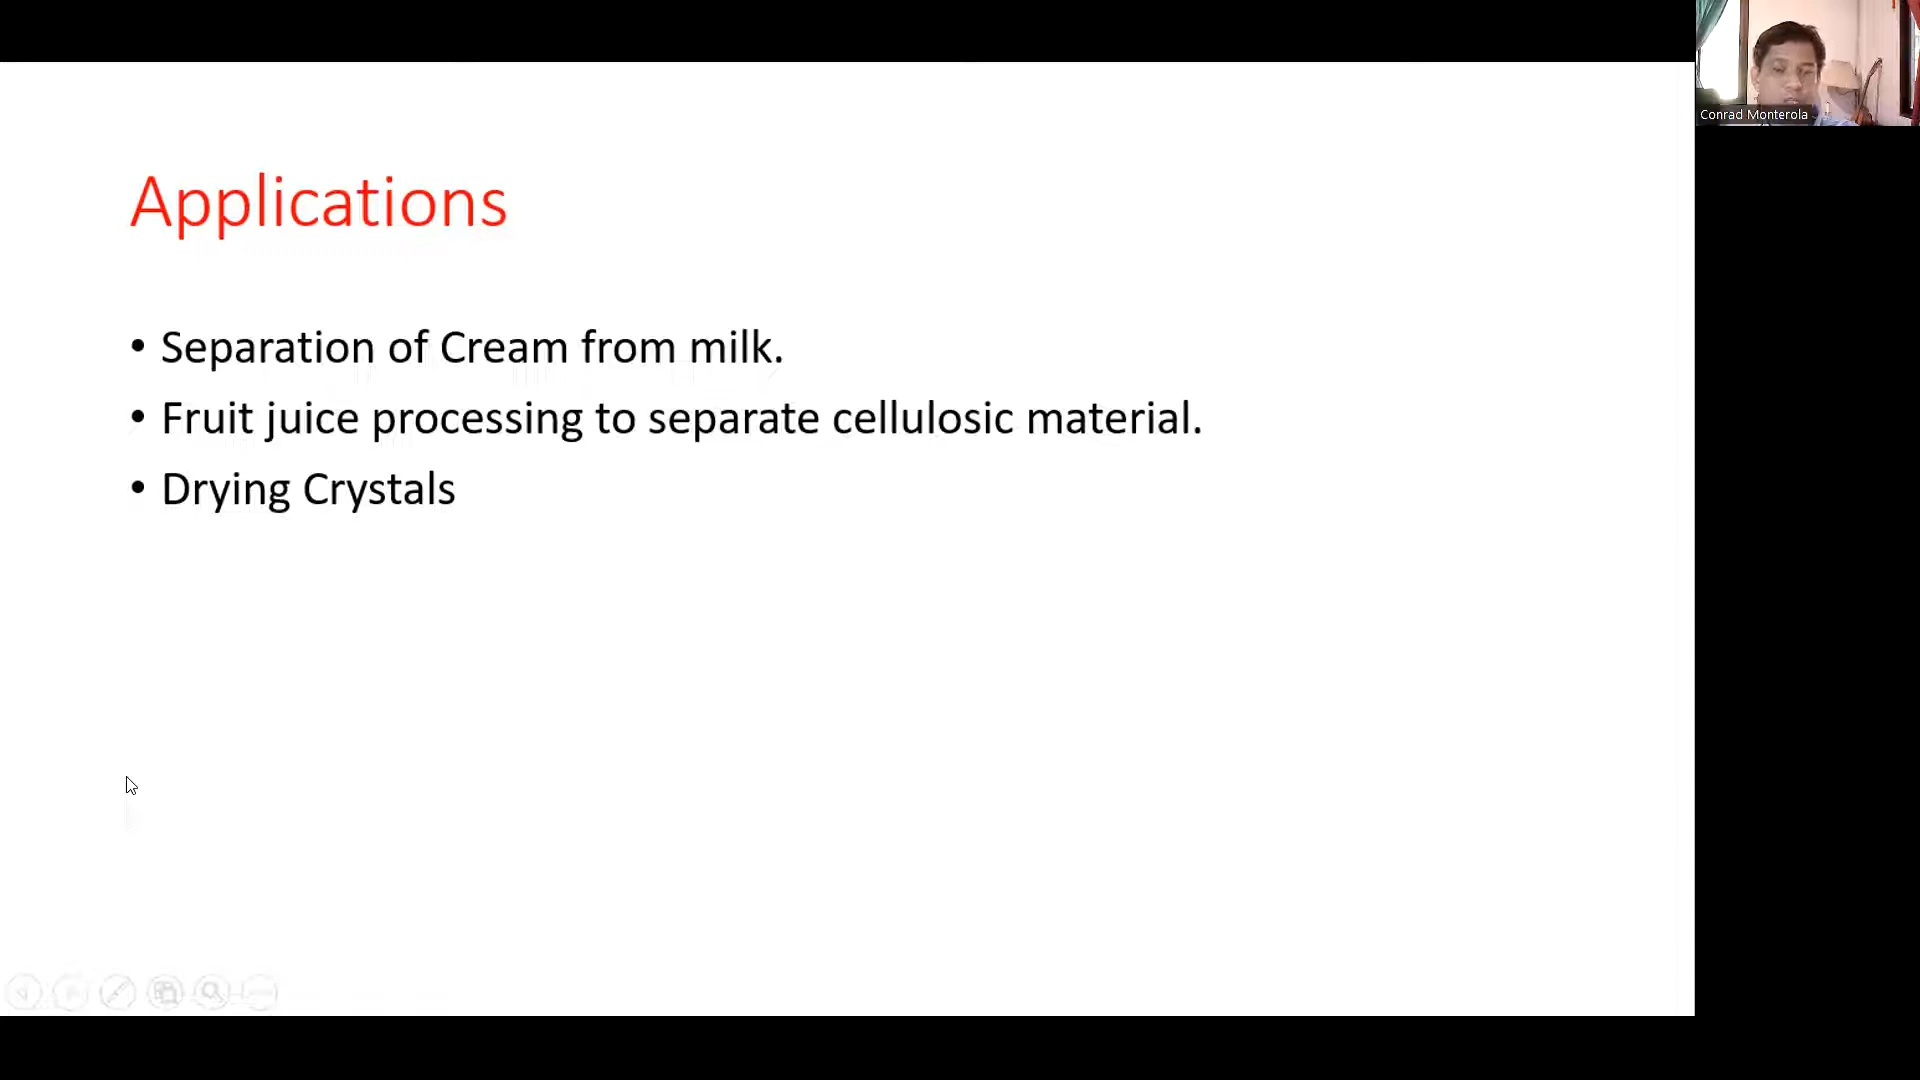 Conrad Monterola
Applications
• Separation of Cream from milk.
• Fruit juice processing to separate cellulosic material.
• Drying Crystals